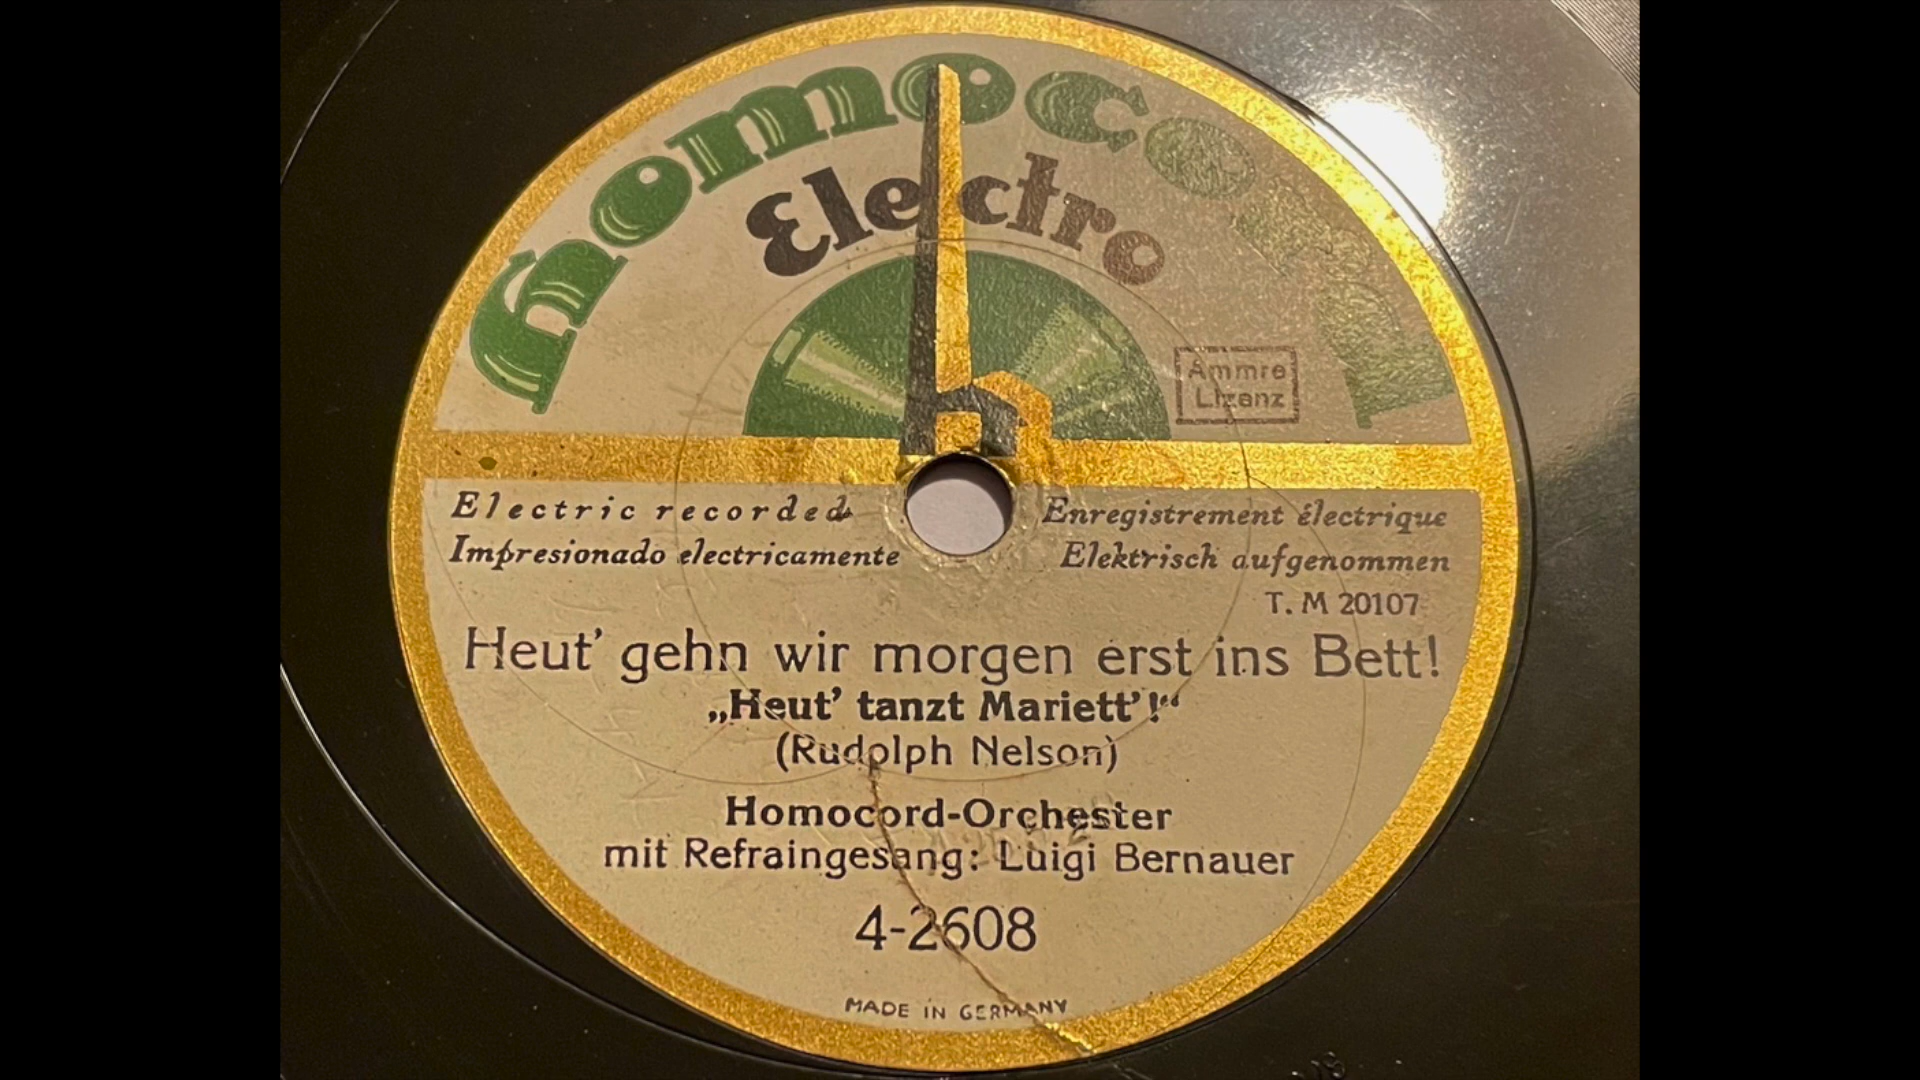 Homocord
Electro
Ammre
Lizenz
Electric recorded
Enregistrement électrique
Impresionado electricamente
Elektrisch aufgenommen
T. M 20107
Heut’ gehn wir morgen erst ins Bett!
„Heut’ tanzt Mariett’!“
(Rudolph Nelson)
Homocord-Orchester
mit Refraingesang: Luigi Bernauer
4-2608
MADE IN GERMANY